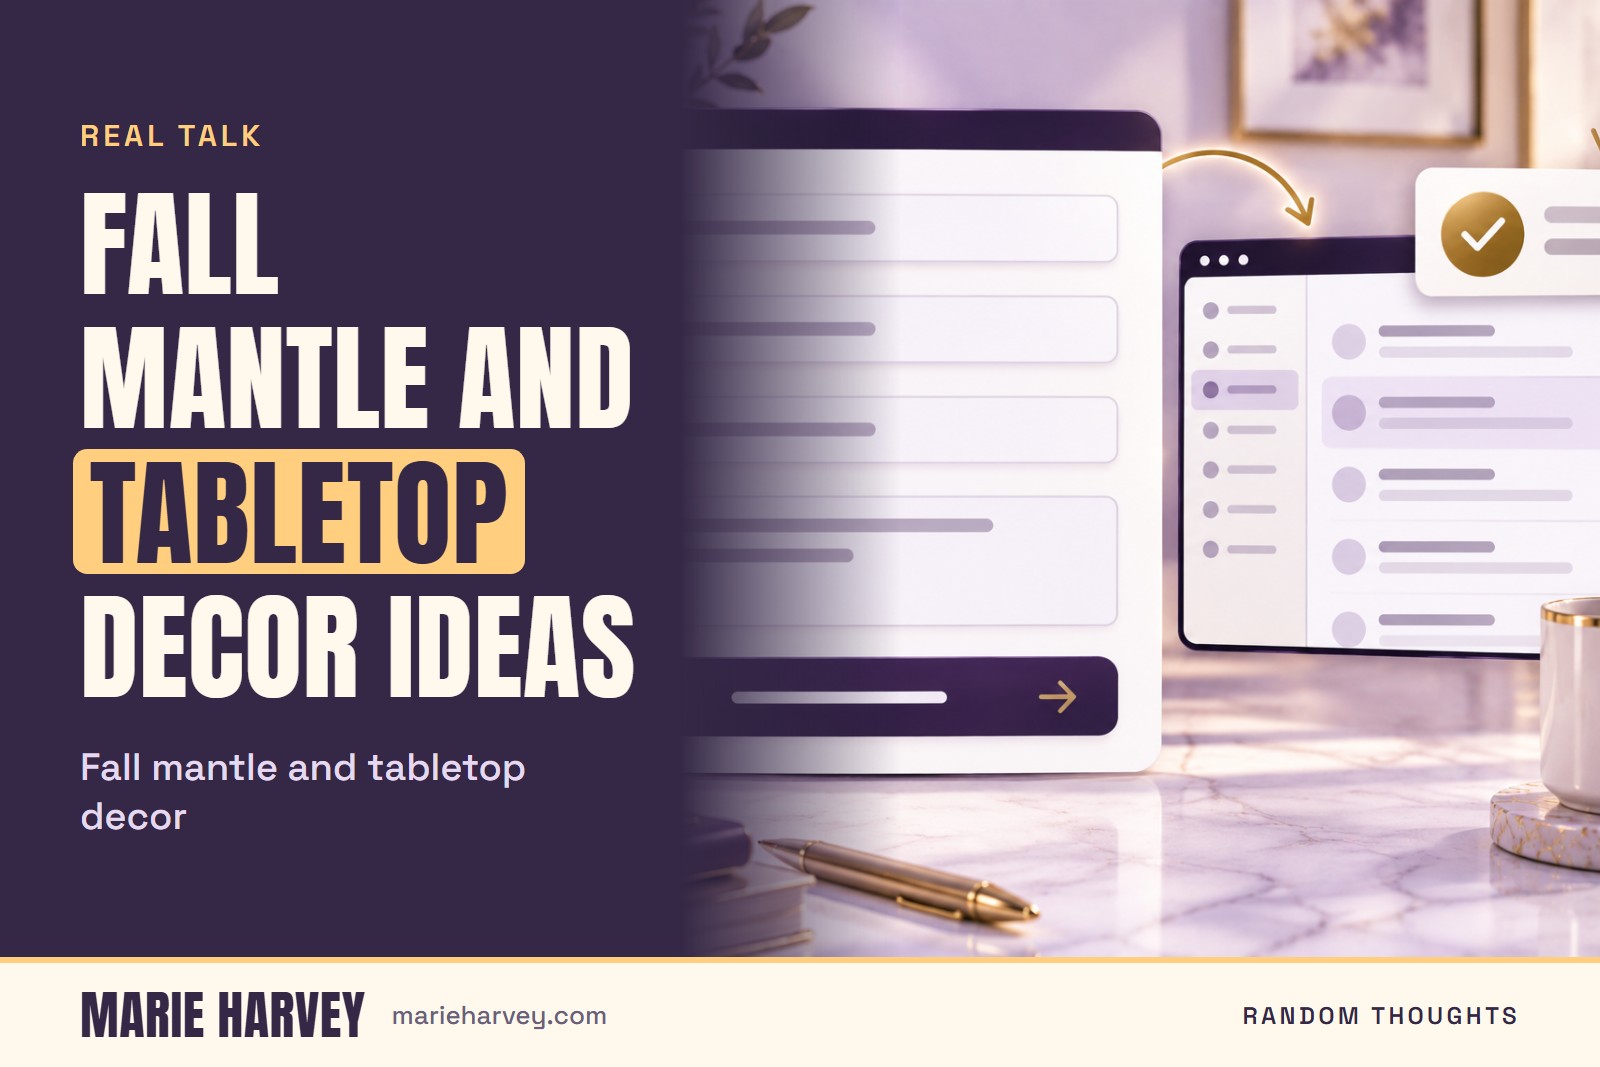 REAL TALK
FALL
MANTLE AND
TABLETOP
DECOR IDEAS
Fall mantle and tabletop
decor
MARIE HARVEY
marieharvey.com
RANDOM THOUGHTS